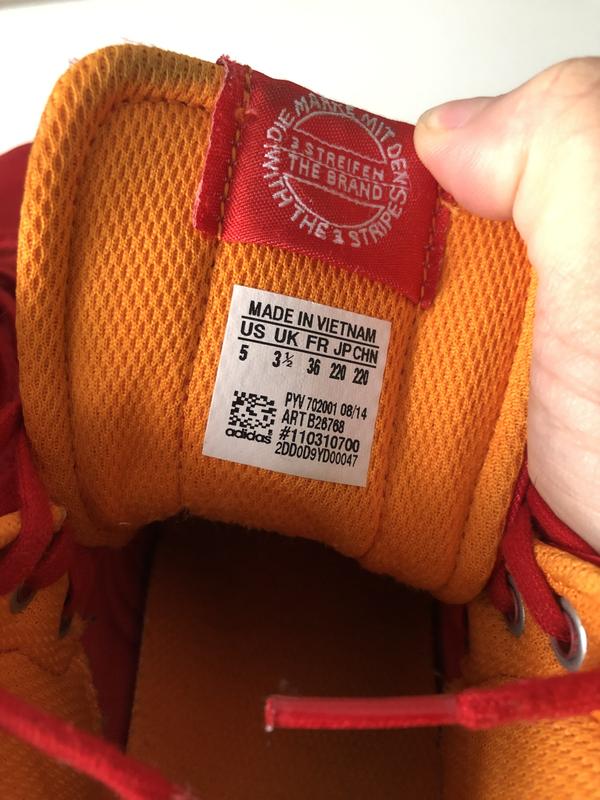 DIE MARKE MIT DEN
3 STREIFEN
THE BRAND
WITH THE 3 STRIPES
MADE IN VIETNAM
US UK FR JP CHN
5 3½ 36 220 220
PYV 702001 08/14
ART B26768
#110310700
2DD0D9YD00047
adidas